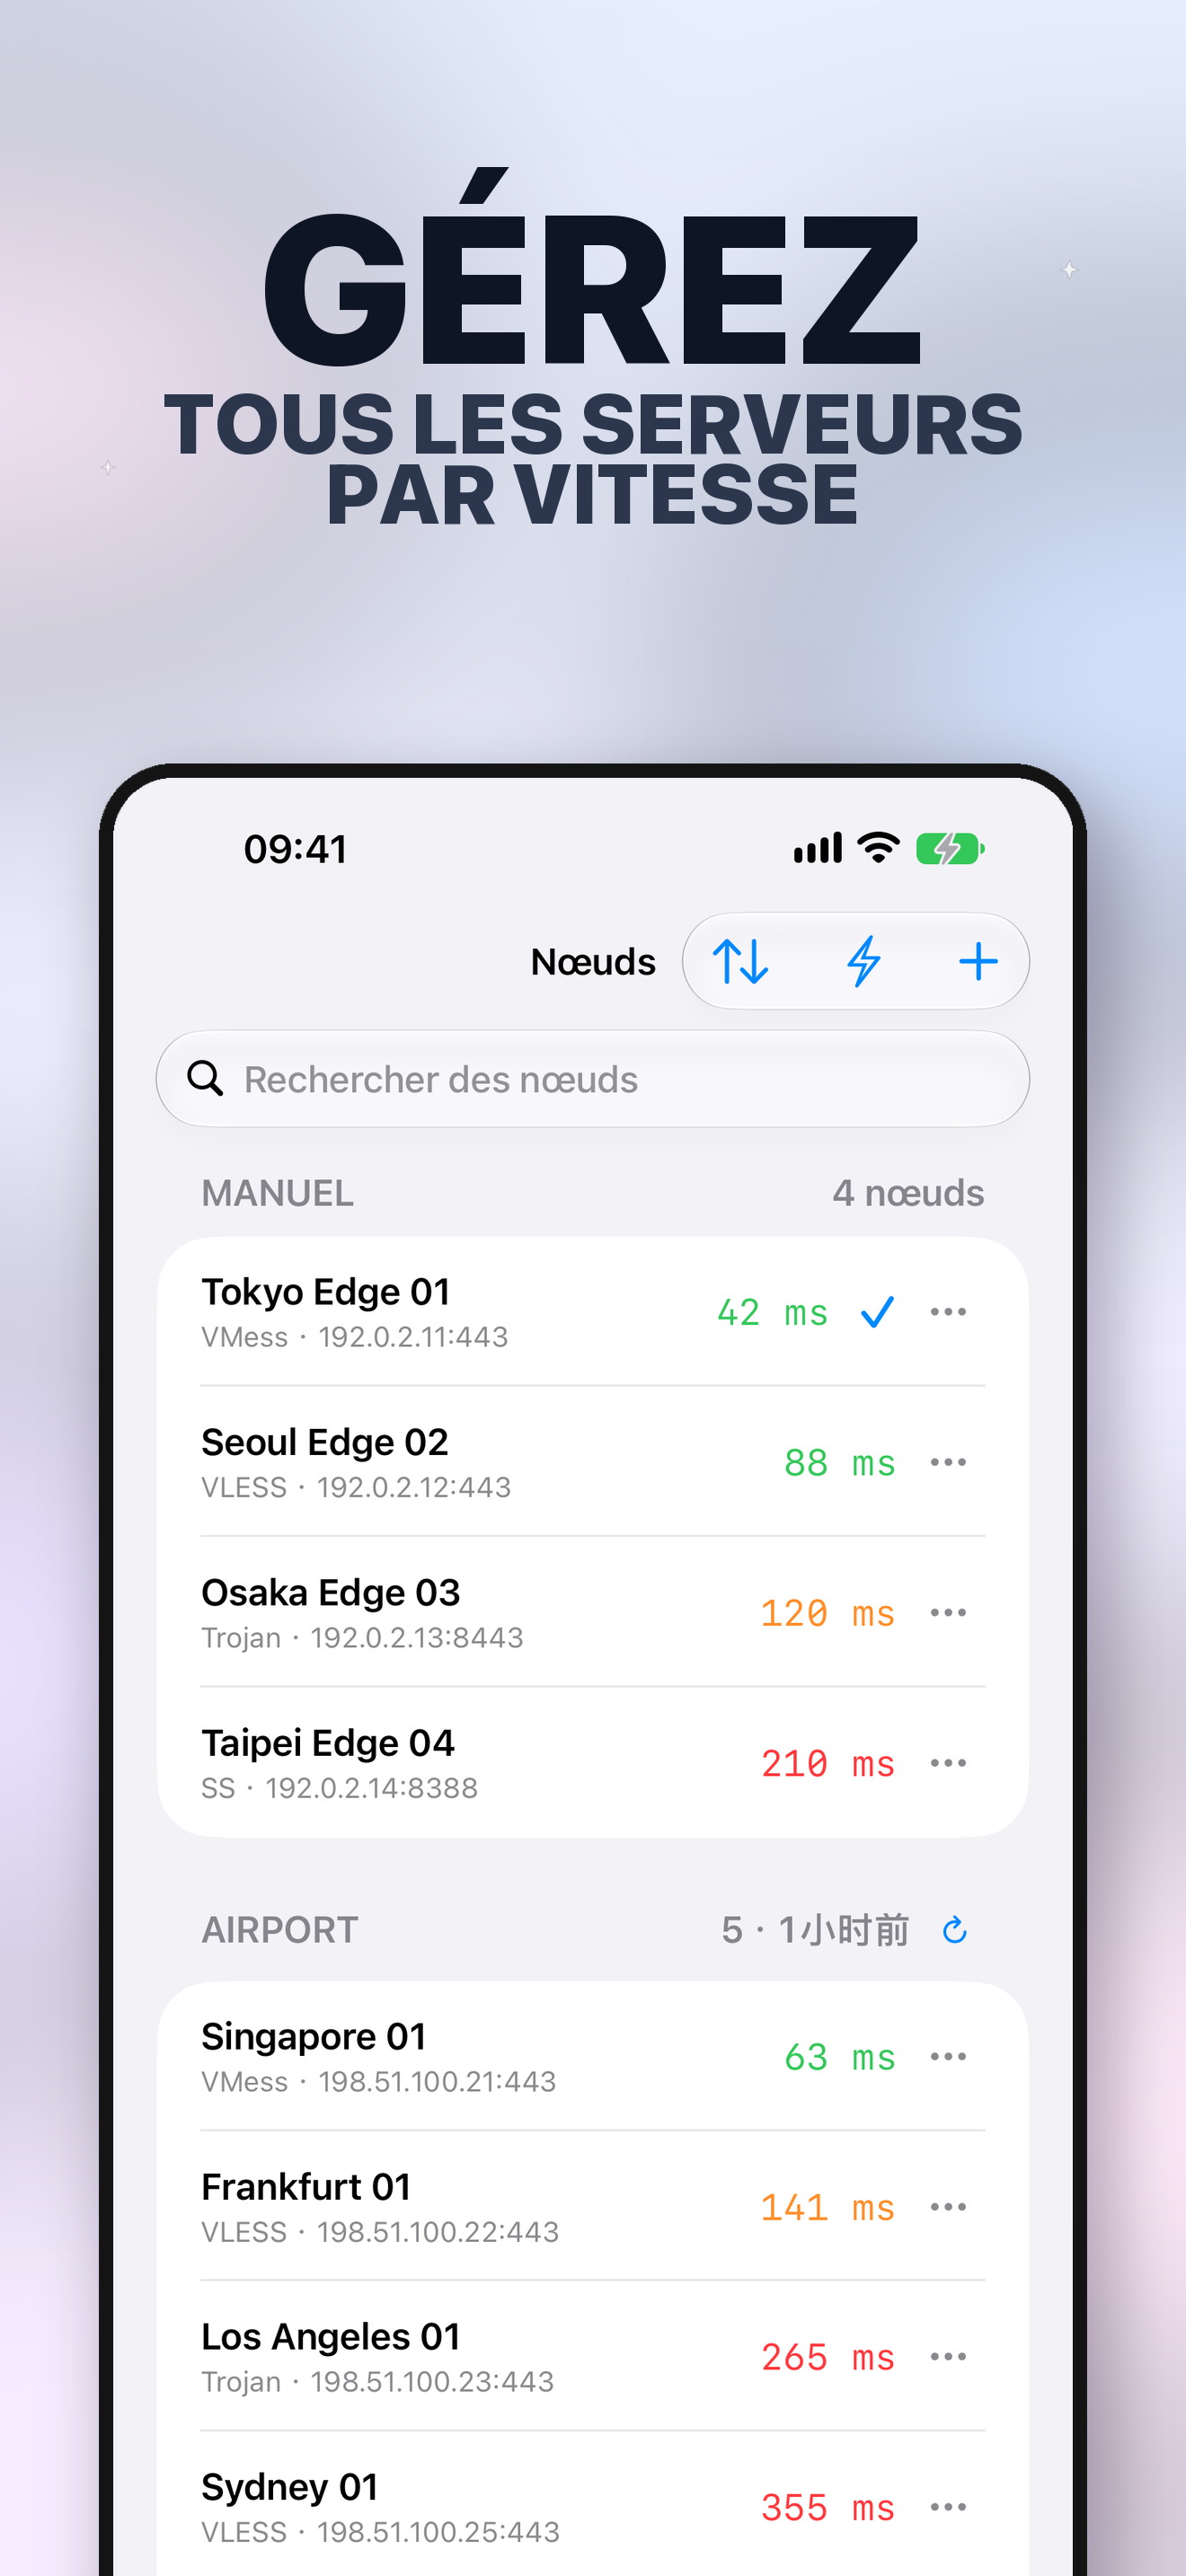 GÉREZ
TOUS LES SERVEURS
PAR VITESSE
09:41
Nœuds
Rechercher des nœuds
MANUEL 4 nœuds
Tokyo Edge 01
VMess · 192.0.2.11:443
42 ms
Seoul Edge 02
VLESS · 192.0.2.12:443
88 ms
Osaka Edge 03
Trojan · 192.0.2.13:8443
120 ms
Taipei Edge 04
SS · 192.0.2.14:8388
210 ms
AIRPORT 5 · 1小时前
Singapore 01
VMess · 198.51.100.21:443
63 ms
Frankfurt 01
VLESS · 198.51.100.22:443
141 ms
Los Angeles 01
Trojan · 198.51.100.23:443
265 ms
Sydney 01
VLESS · 198.51.100.25:443
355 ms